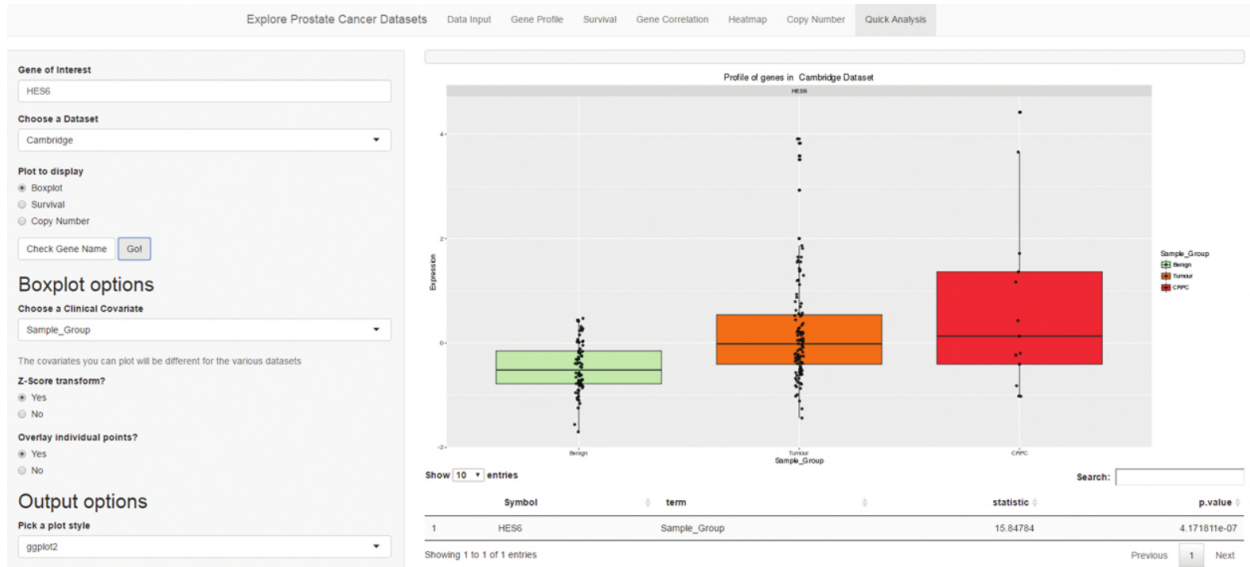 Explore Prostate Cancer Datasets Data Input Gene Profile Survival Gene Correlation Heatmap Copy Number Quick Analysis
Gene of Interest
HES6
Choose a Dataset
Cambridge
Plot to display
Boxplot
Survival
Copy Number
Check Gene Name Go!
Boxplot options
Choose a Clinical Covariate
Sample_Group
The covariates you can plot will be different for the various datasets
Z-Score transform?
Yes
No
Overlay individual points?
Yes
No
Output options
Pick a plot style
ggplot2
Profile of genes in Cambridge Dataset
HES6
4
2
0
-2
Expression
Benign Tumour CRPC
Sample_Group
Sample_Group
Benign
Tumour
CRPC
Show 10 entries Search:
Symbol term statistic p.value
1 HES6 Sample_Group 15.84784 4.171811e-07
Showing 1 to 1 of 1 entries Previous 1 Next